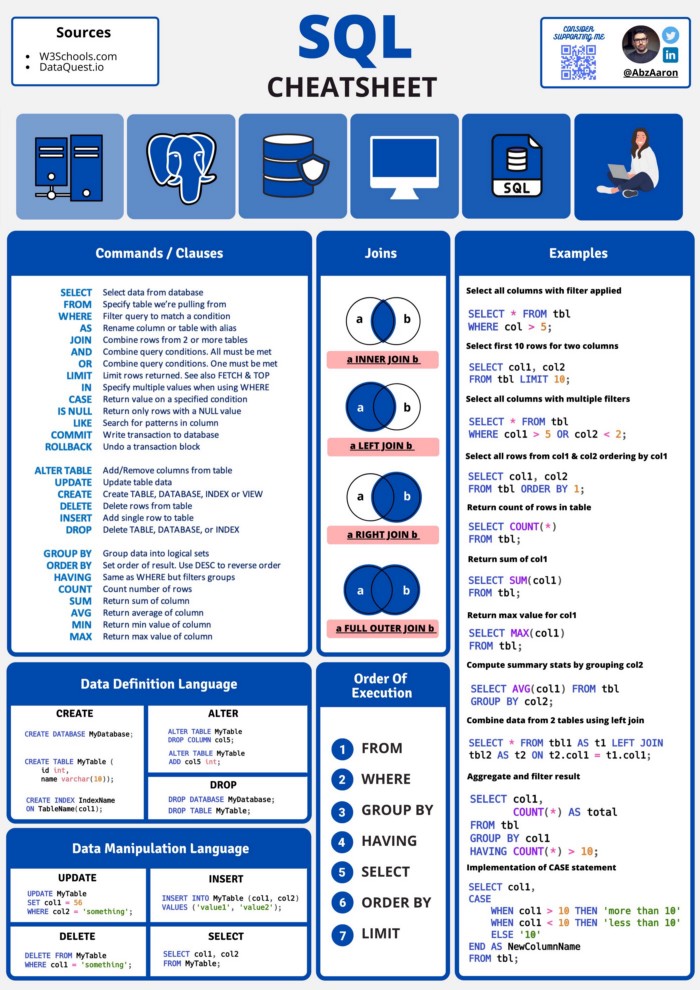 Sources
• W3Schools.com
• DataQuest.io
SQL
CHEATSHEET
CONSIDER
SUPPORTING ME
@AbzAaron
SQL
Commands / Clauses
SELECT Select data from database
FROM Specify table we're pulling from
WHERE Filter query to match a condition
AS Rename column or table with alias
JOIN Combine rows from 2 or more tables
AND Combine query conditions. All must be met
OR Combine query conditions. One must be met
LIMIT Limit rows returned. See also FETCH & TOP
IN Specify multiple values when using WHERE
CASE Return value on a specified condition
IS NULL Return only rows with a NULL value
LIKE Search for patterns in column
COMMIT Write transaction to database
ROLLBACK Undo a transaction block
ALTER TABLE Add/Remove columns from table
UPDATE Update table data
CREATE Create TABLE, DATABASE, INDEX or VIEW
DELETE Delete rows from table
INSERT Add single row to table
DROP Delete TABLE, DATABASE, or INDEX
GROUP BY Group data into logical sets
ORDER BY Set order of result. Use DESC to reverse order
HAVING Same as WHERE but filters groups
COUNT Count number of rows
SUM Return sum of column
AVG Return average of column
MIN Return min value of column
MAX Return max value of column
Joins
a b
a INNER JOIN b
a b
a LEFT JOIN b
a b
a RIGHT JOIN b
a b
a FULL OUTER JOIN b
Examples
Select all columns with filter applied
SELECT * FROM tbl
WHERE col > 5;
Select first 10 rows for two columns
SELECT col1, col2
FROM tbl LIMIT 10;
Select all columns with multiple filters
SELECT * FROM tbl
WHERE col1 > 5 OR col2 < 2;
Select all rows from col1 & col2 ordering by col1
SELECT col1, col2
FROM tbl ORDER BY 1;
Return count of rows in table
SELECT COUNT(*)
FROM tbl;
Return sum of col1
SELECT SUM(col1)
FROM tbl;
Return max value for col1
SELECT MAX(col1)
FROM tbl;
Compute summary stats by grouping col2
SELECT AVG(col1) FROM tbl
GROUP BY col2;
Combine data from 2 tables using left join
SELECT * FROM tbl1 AS t1 LEFT JOIN
tbl2 AS t2 ON t2.col1 = t1.col1;
Aggregate and filter result
SELECT col1,
COUNT(*) AS total
FROM tbl
GROUP BY col1
HAVING COUNT(*) > 10;
Implementation of CASE statement
SELECT col1,
CASE
WHEN col1 > 10 THEN 'more than 10'
WHEN col1 < 10 THEN 'less than 10'
ELSE '10'
END AS NewColumnName
FROM tbl;
Data Definition Language
CREATE
CREATE DATABASE MyDatabase;
CREATE TABLE MyTable (
id int,
name varchar(10));
CREATE INDEX IndexName
ON TableName(col1);
ALTER
ALTER TABLE MyTable
DROP COLUMN col5;
ALTER TABLE MyTable
ADD col5 int;
DROP
DROP DATABASE MyDatabase;
DROP TABLE MyTable;
Data Manipulation Language
UPDATE
UPDATE MyTable
SET col1 = 56
WHERE col2 = 'something';
INSERT
INSERT INTO MyTable (col1, col2)
VALUES ('value1', 'value2');
DELETE
DELETE FROM MyTable
WHERE col1 = 'something';
SELECT
SELECT col1, col2
FROM MyTable;
Order Of
Execution
1 FROM
2 WHERE
3 GROUP BY
4 HAVING
5 SELECT
6 ORDER BY
7 LIMIT